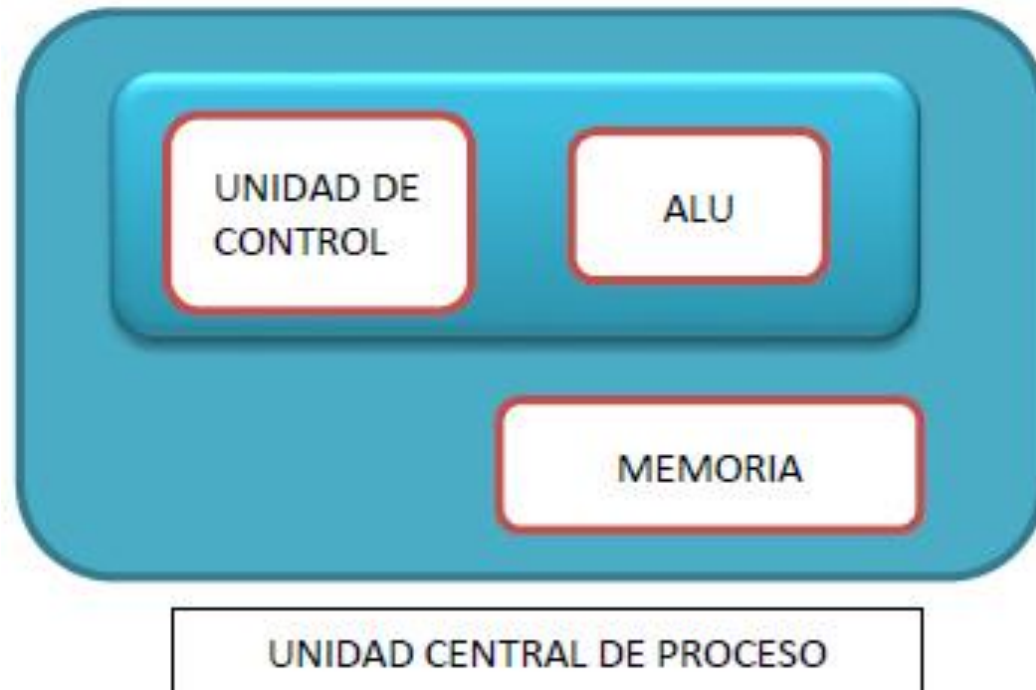 UNIDAD DE
CONTROL
ALU
MEMORIA
UNIDAD CENTRAL DE PROCESO